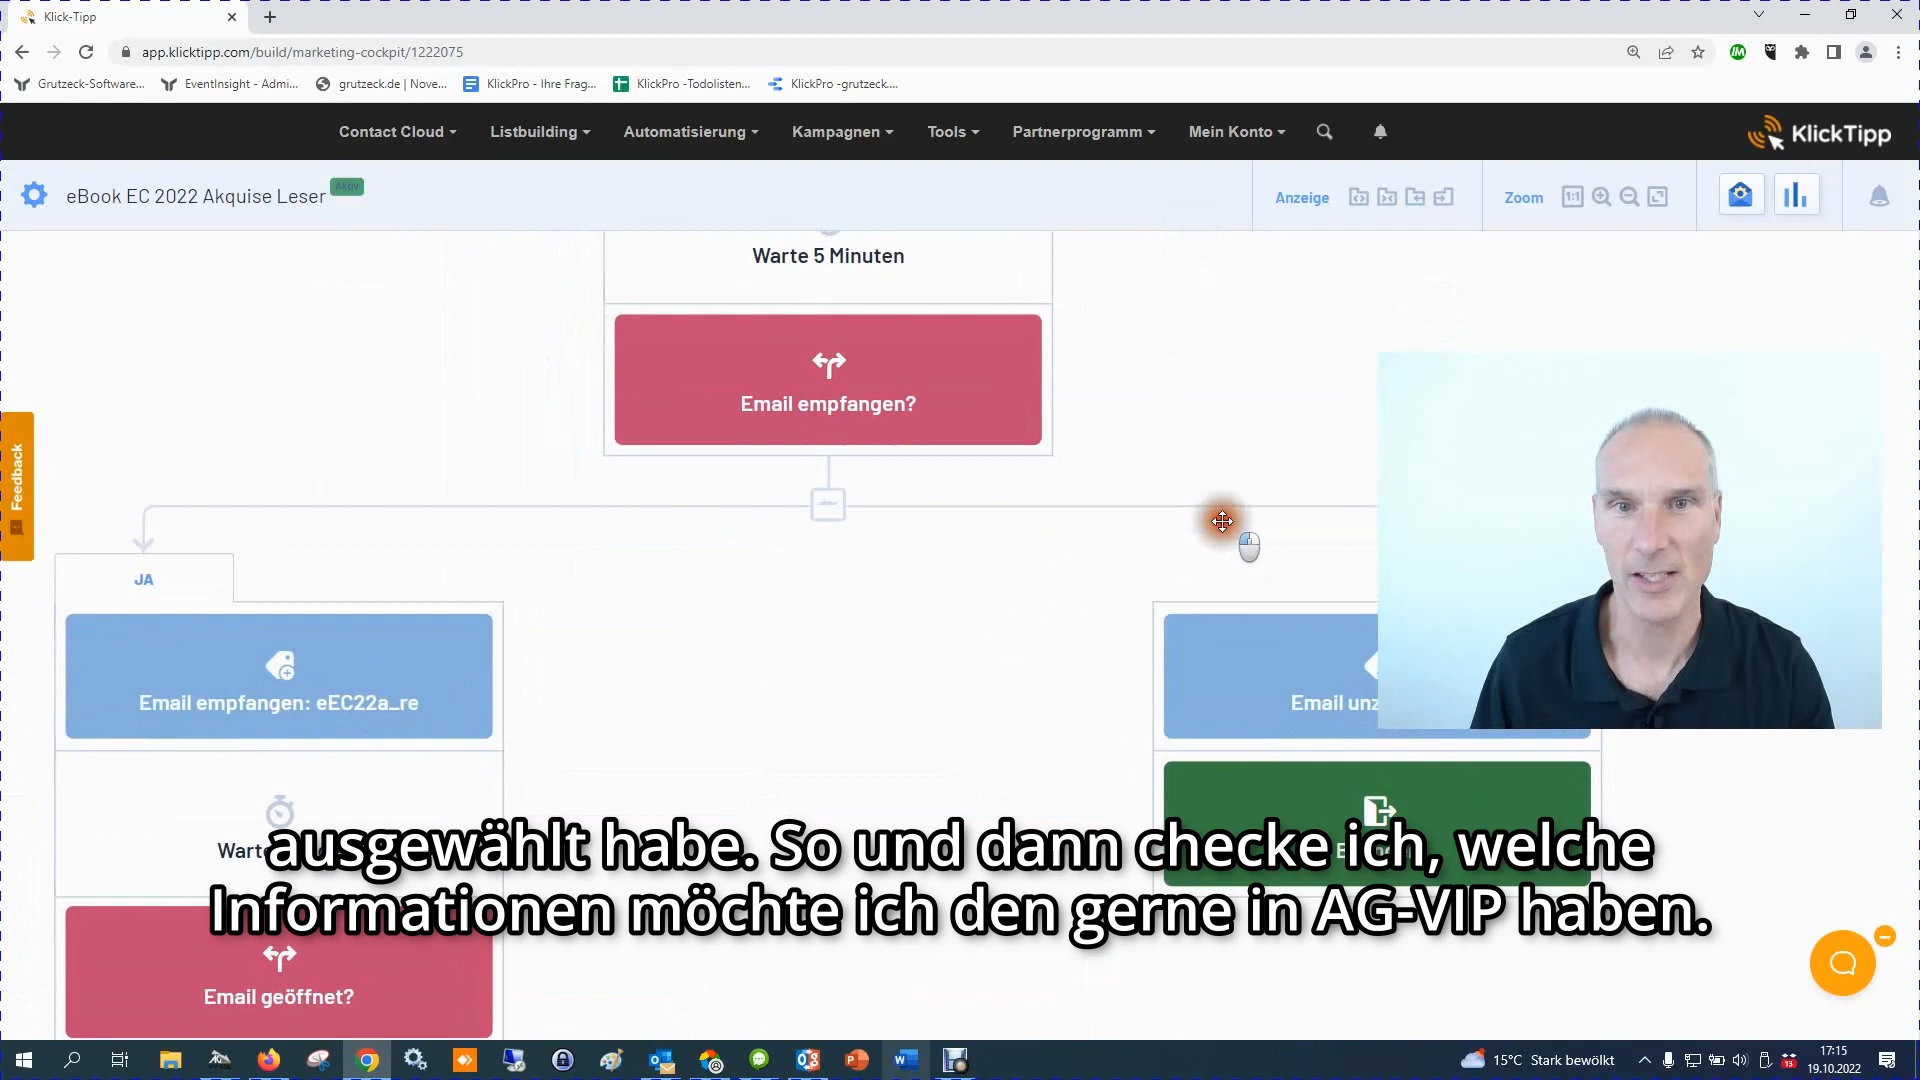 Klick-Tipp
app.klicktipp.com/build/marketing-cockpit/1222075
Grutzeck-Software...
EventInsight - Admi...
grutzeck.de | Nove...
KlickPro - Ihre Frag...
KlickPro -Todolisten...
KlickPro -grutzeck....
Contact Cloud
Listbuilding
Automatisierung
Kampagnen
Tools
Partnerprogramm
Mein Konto
KlickTipp
eBook EC 2022 Akquise Leser
Aktiv
Anzeige
Zoom
1:1
Warte 5 Minuten
Email empfangen?
Feedback
JA
Email empfangen: eEC22a_re
Email unz
Email geöffnet?
ausgewählt habe. So und dann checke ich, welche
Informationen möchte ich den gerne in AG-VIP haben.
15°C Stark bewölkt
17:15
19.10.2022